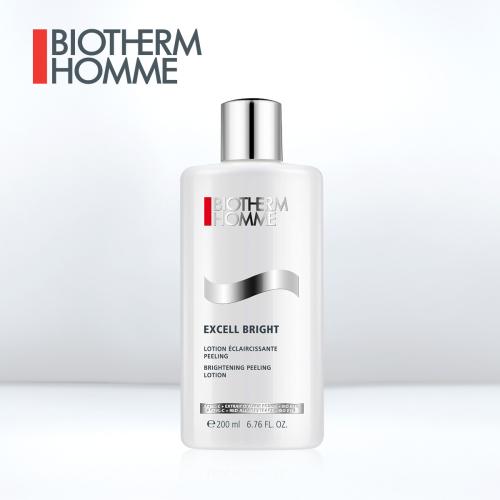 BIOTHERM
HOMME
BIOTHERM
HOMME
EXCELL BRIGHT
LOTION ÉCLAIRCISSANTE
PEELING
BRIGHTENING PEELING
LOTION
℮200 ml 6.76 FL. OZ.